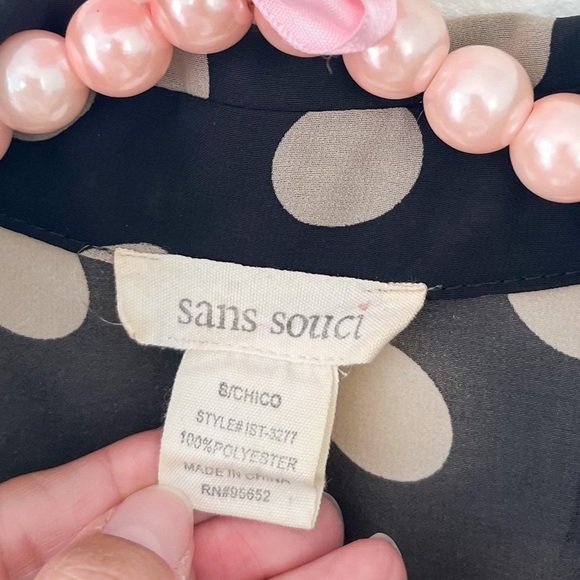 sans souci
S/CHICO
STYLE# IST-3277
100%POLYESTER
MADE IN CHINA
RN#95652